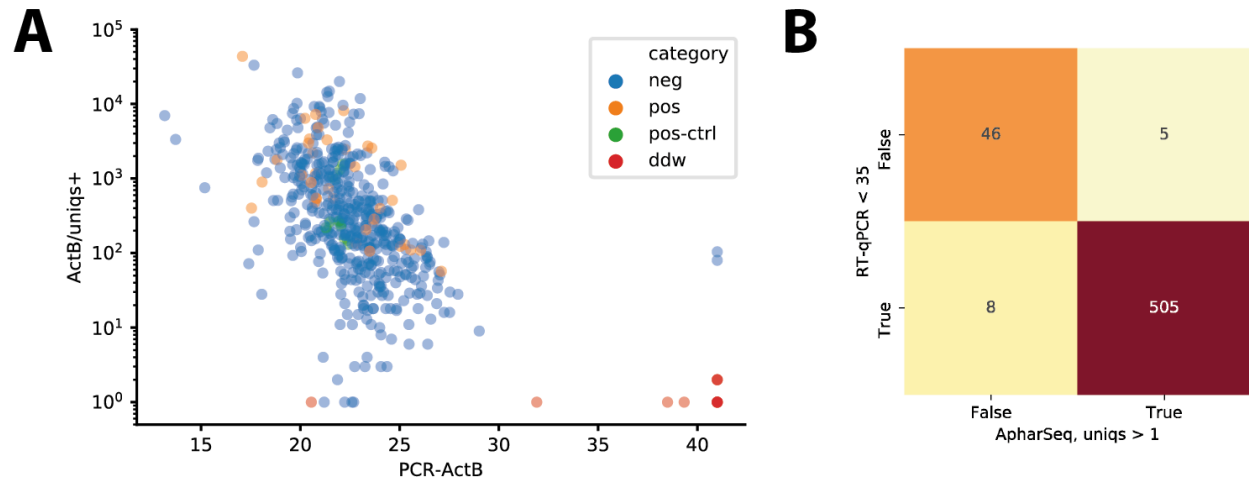 A
10^5
10^4
10^3
10^2
10^1
10^0
ActB/uniqs+
15 20 25 30 35 40
PCR-ActB
category
neg
pos
pos-ctrl
ddw
B
46 5
8 505
False
True
RT-qPCR < 35
False True
ApharSeq, uniqs > 1